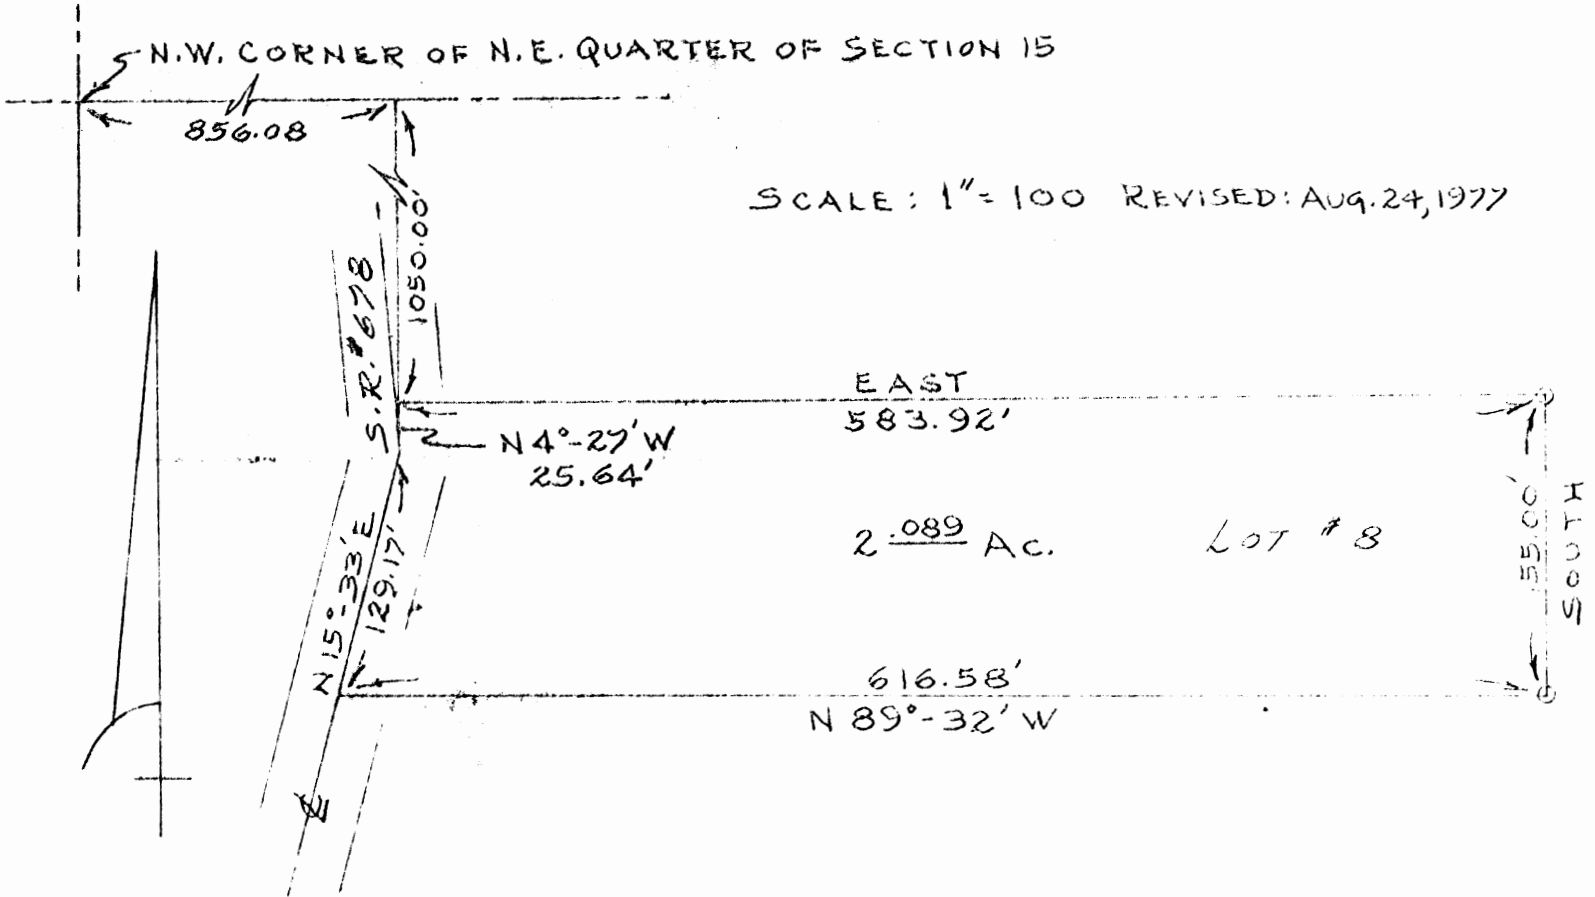 N.W. CORNER OF N.E. QUARTER OF SECTION 15
856.08
SCALE: 1"= 100 REVISED: AUG. 24, 1977
1050.00'
S.R. #678
EAST
583.92'
N 4°-27' W
25.64'
N 15°-33' E
129.17'
2 .089 Ac.
LOT #8
155.00'
SOUTH
616.58'
N 89°-32' W
℄